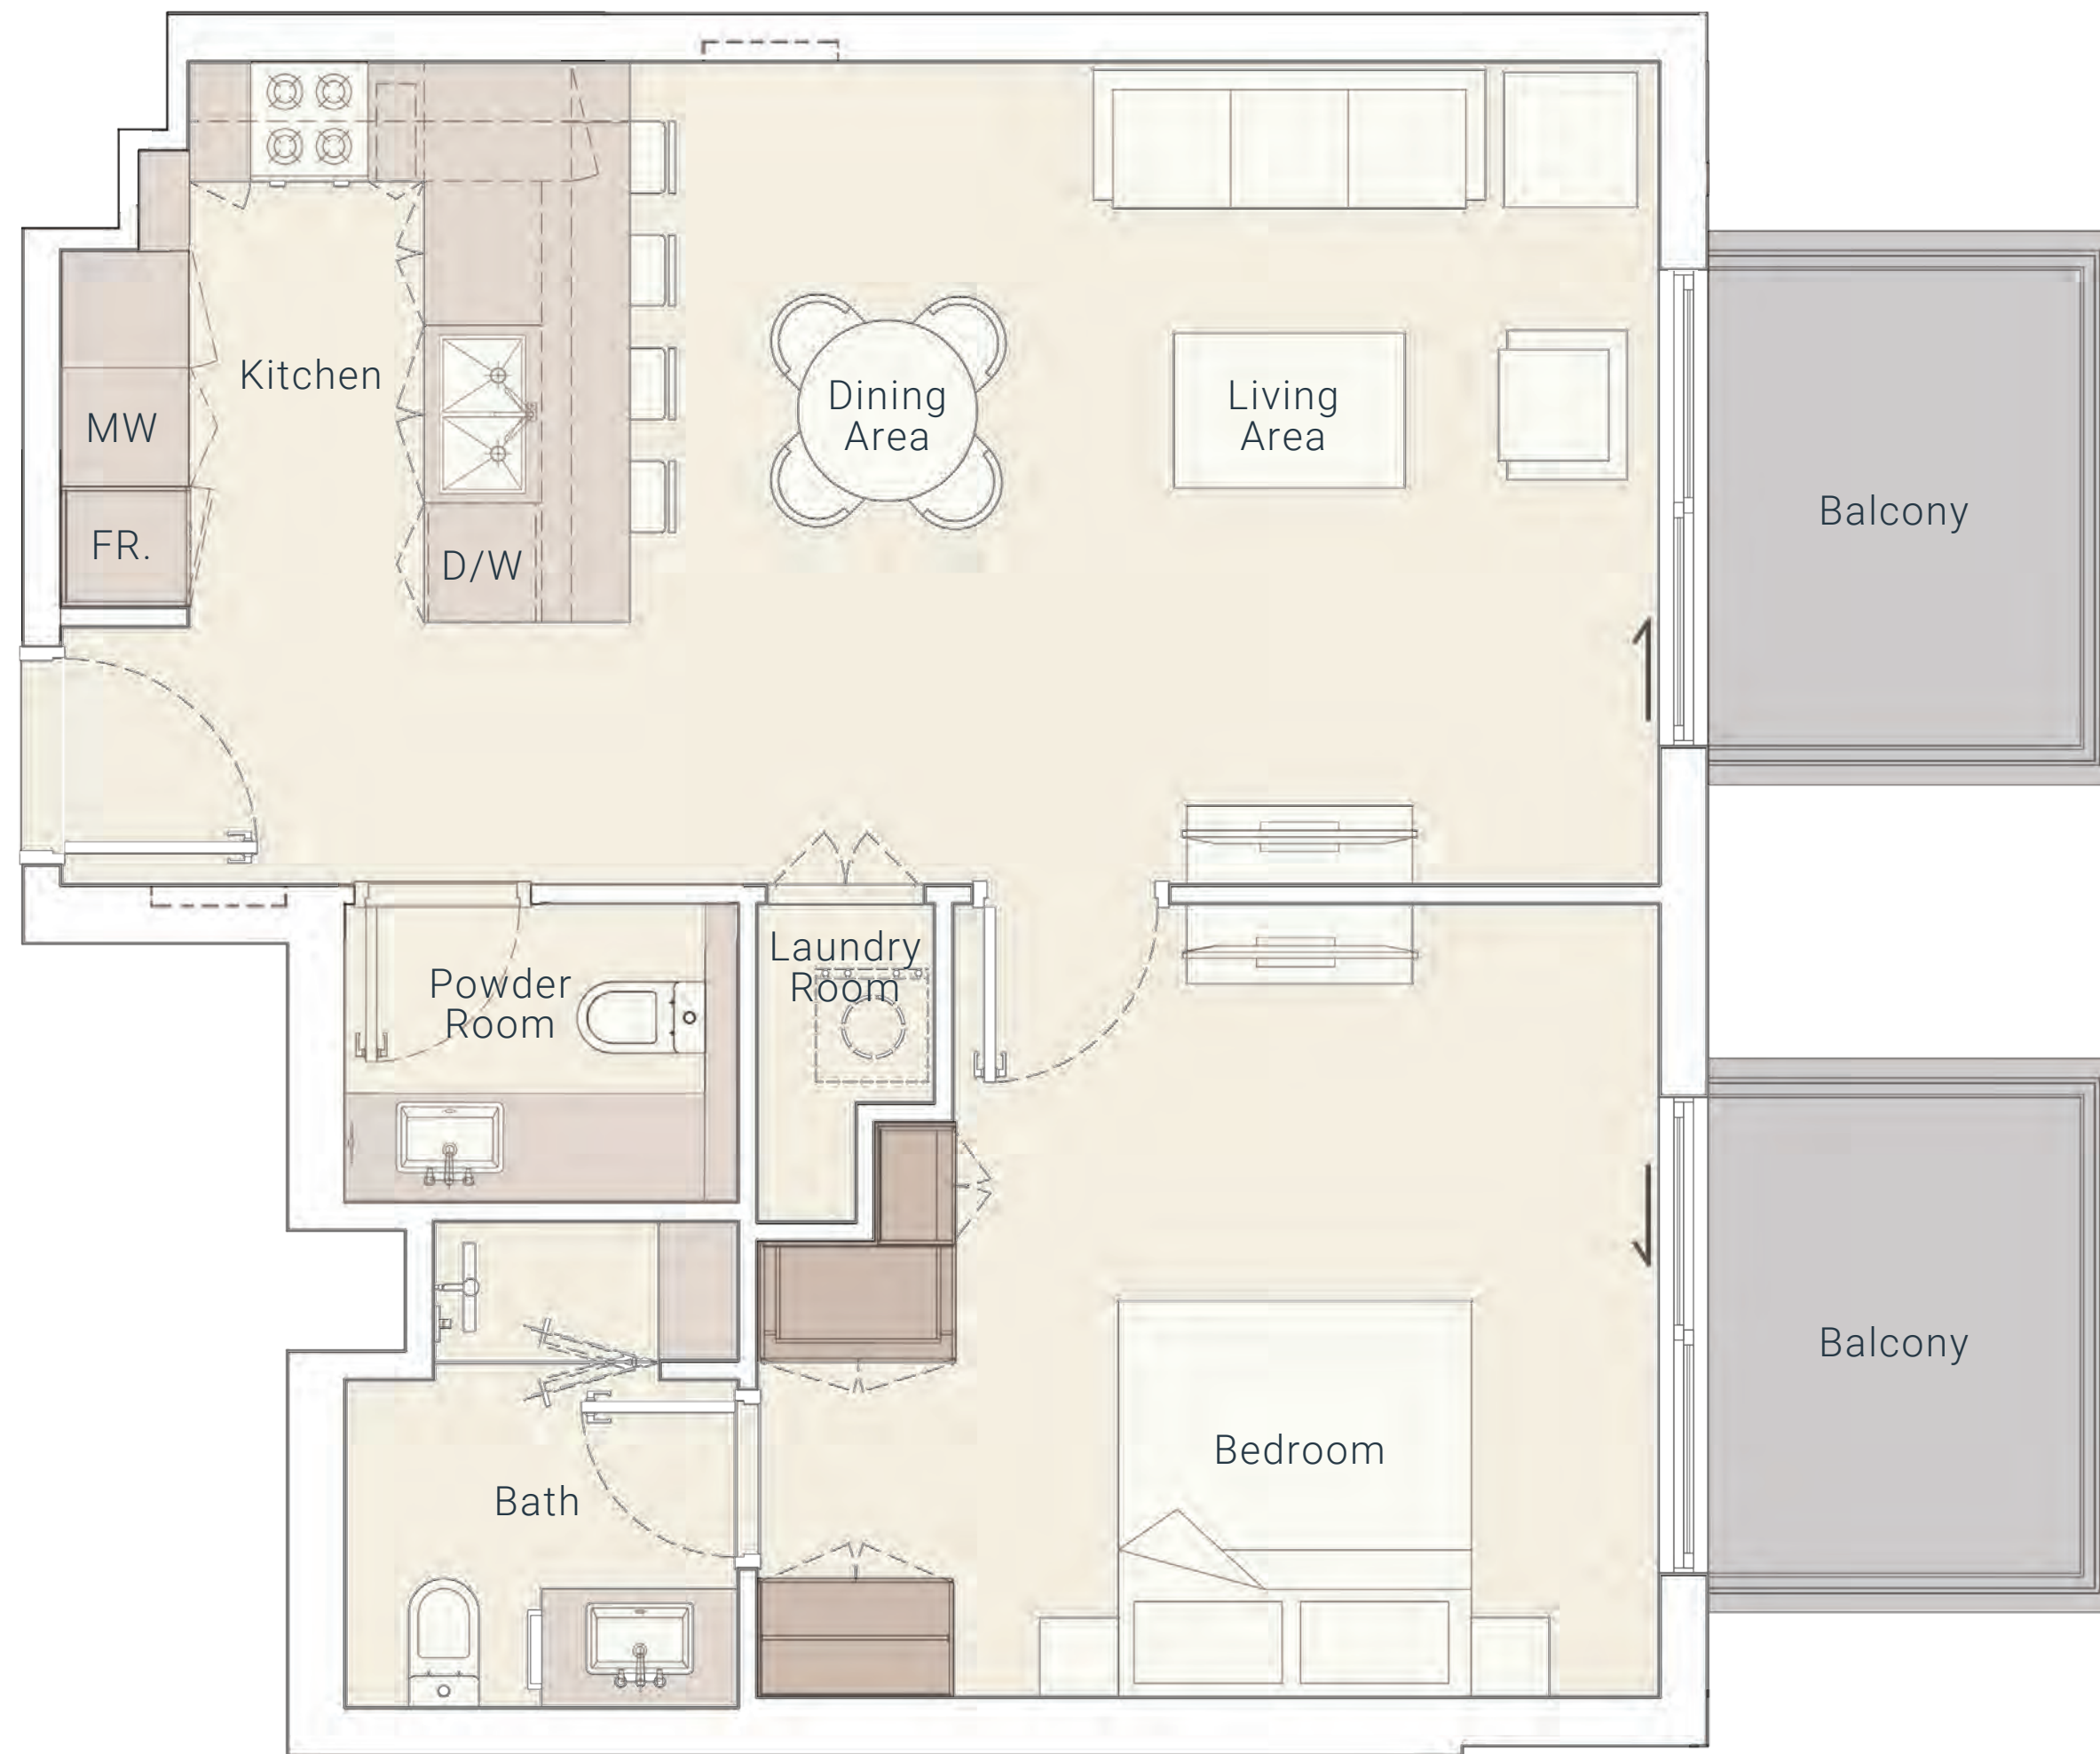 Kitchen
MW
FR.
D/W
Dining
Area
Living
Area
Balcony
Powder
Room
Laundry
Room
Bath
Bedroom
Balcony